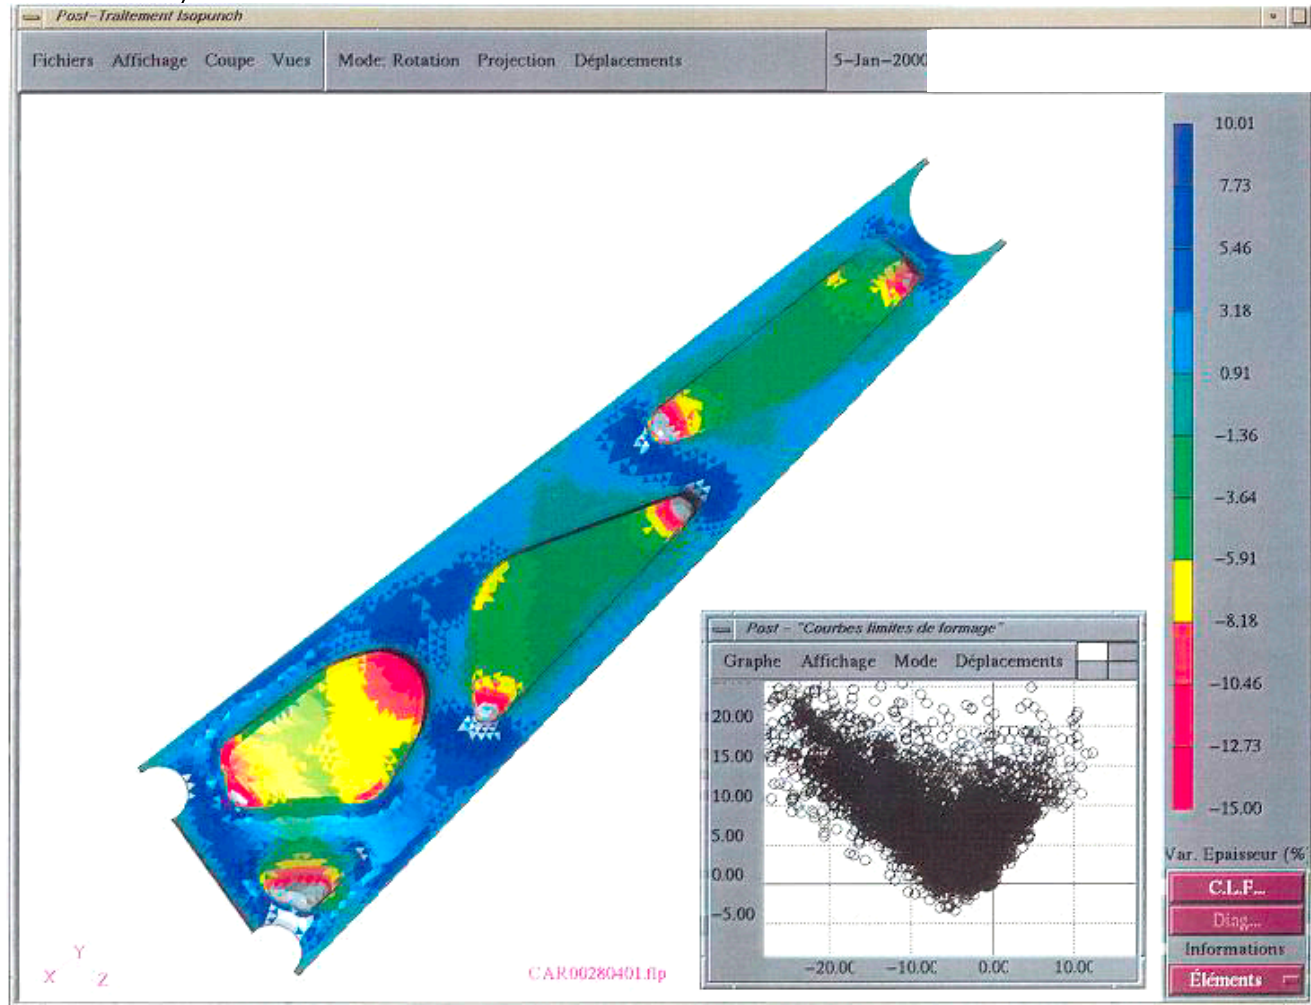 Post-Traitement Isopunch
Fichiers Affichage Coupe Vues Mode: Rotation Projection Déplacements 5-Jan-2000
10.01
7.73
5.46
3.18
0.91
-1.36
-3.64
-5.91
-8.18
-10.46
-12.73
-15.00
Var. Epaisseur (%
C.L.F...
Diag...
Informations
Éléments
Post - "Courbes limites de formage"
Graphe Affichage Mode Déplacements
20.00
15.00
10.00
5.00
0.00
-5.00
-20.00 -10.00 0.00 10.00
Y
X Z
CAR00280401.flp